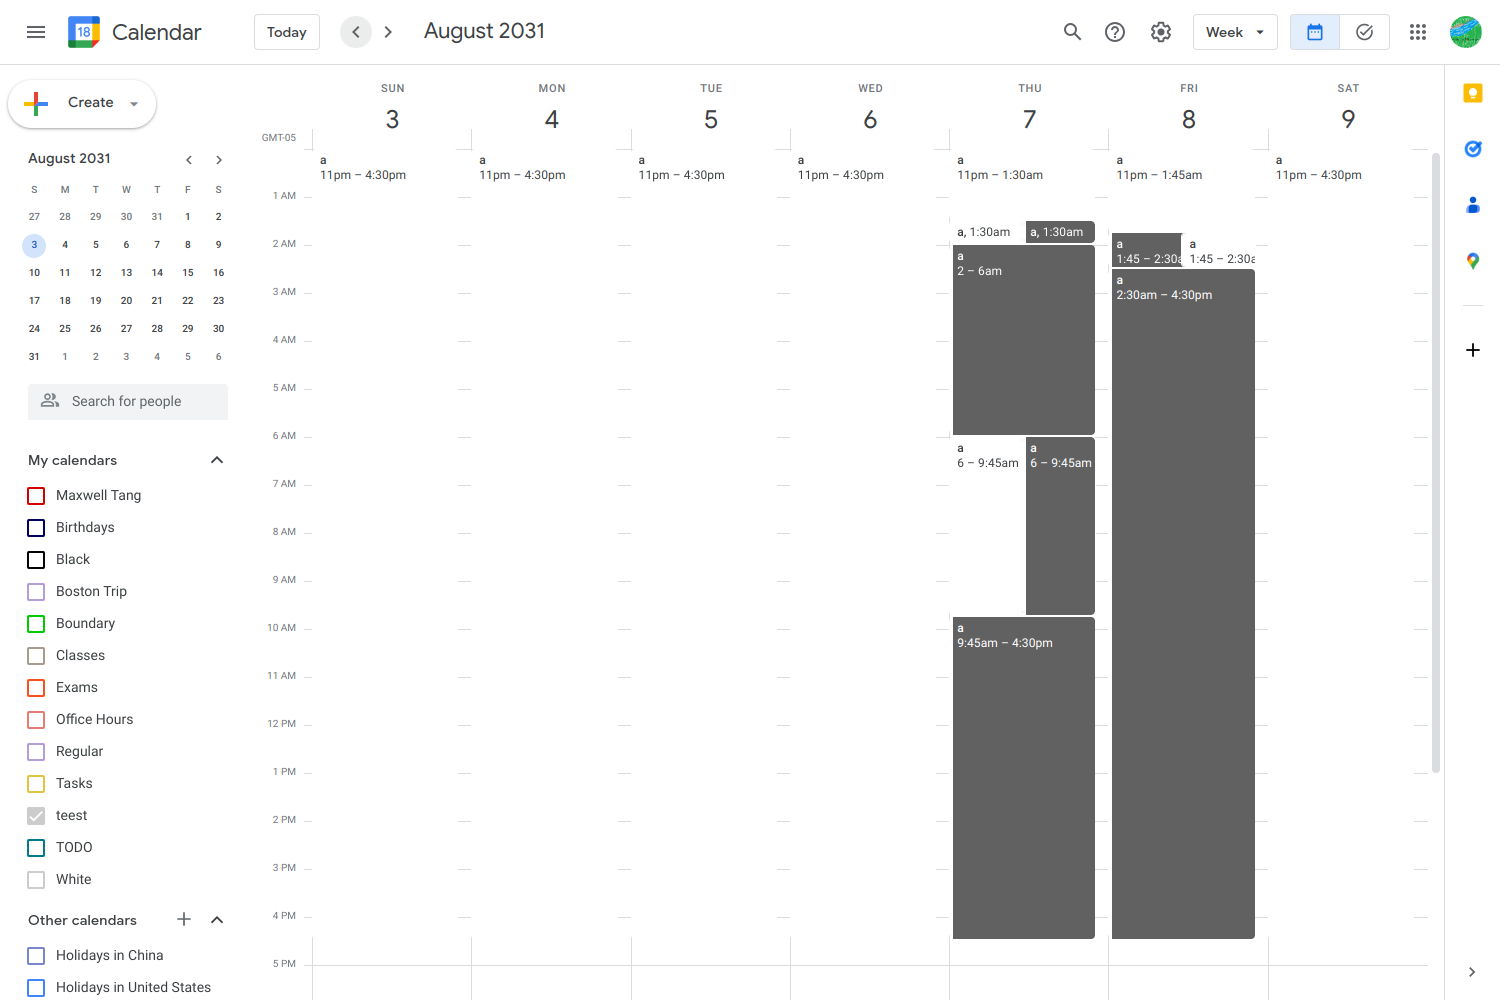 18 Calendar Today August 2031 Week
Create
August 2031
S M T W T F S
27 28 29 30 31 1 2
3 4 5 6 7 8 9
10 11 12 13 14 15 16
17 18 19 20 21 22 23
24 25 26 27 28 29 30
31 1 2 3 4 5 6
Search for people
My calendars
Maxwell Tang
Birthdays
Black
Boston Trip
Boundary
Classes
Exams
Office Hours
Regular
Tasks
teest
TODO
White
Other calendars
Holidays in China
Holidays in United States
SUN MON TUE WED THU FRI SAT
3 4 5 6 7 8 9
GMT-05
a a a a a a a
11pm – 4:30pm 11pm – 4:30pm 11pm – 4:30pm 11pm – 4:30pm 11pm – 1:30am 11pm – 1:45am 11pm – 4:30pm
1 AM
a, 1:30am a, 1:30am
2 AM
a a
1:45 – 2:30a 1:45 – 2:30a
a
2 – 6am
a
2:30am – 4:30pm
3 AM
4 AM
5 AM
6 AM
a a
6 – 9:45am 6 – 9:45am
7 AM
8 AM
9 AM
10 AM
a
9:45am – 4:30pm
11 AM
12 PM
1 PM
2 PM
3 PM
4 PM
5 PM